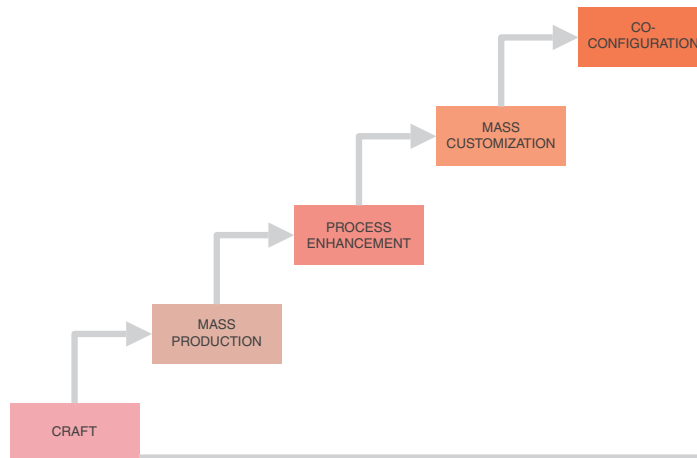 CO-
CONFIGURATION
MASS
CUSTOMIZATION
PROCESS
ENHANCEMENT
MASS
PRODUCTION
CRAFT